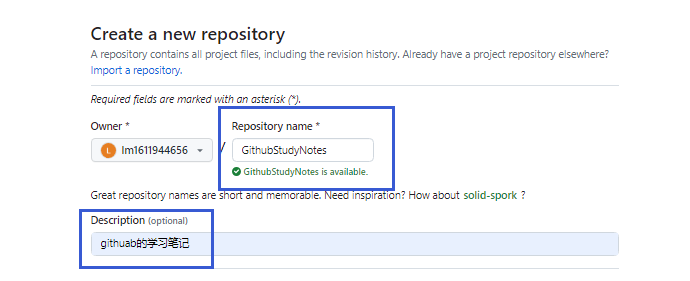 Create a new repository
A repository contains all project files, including the revision history. Already have a project repository elsewhere?
Import a repository.
Required fields are marked with an asterisk (*).
Owner *
Repository name *
L
lm1611944656
/
GithubStudyNotes
GithubStudyNotes is available.
Great repository names are short and memorable. Need inspiration? How about solid-spork ?
Description (optional)
githuab的学习笔记